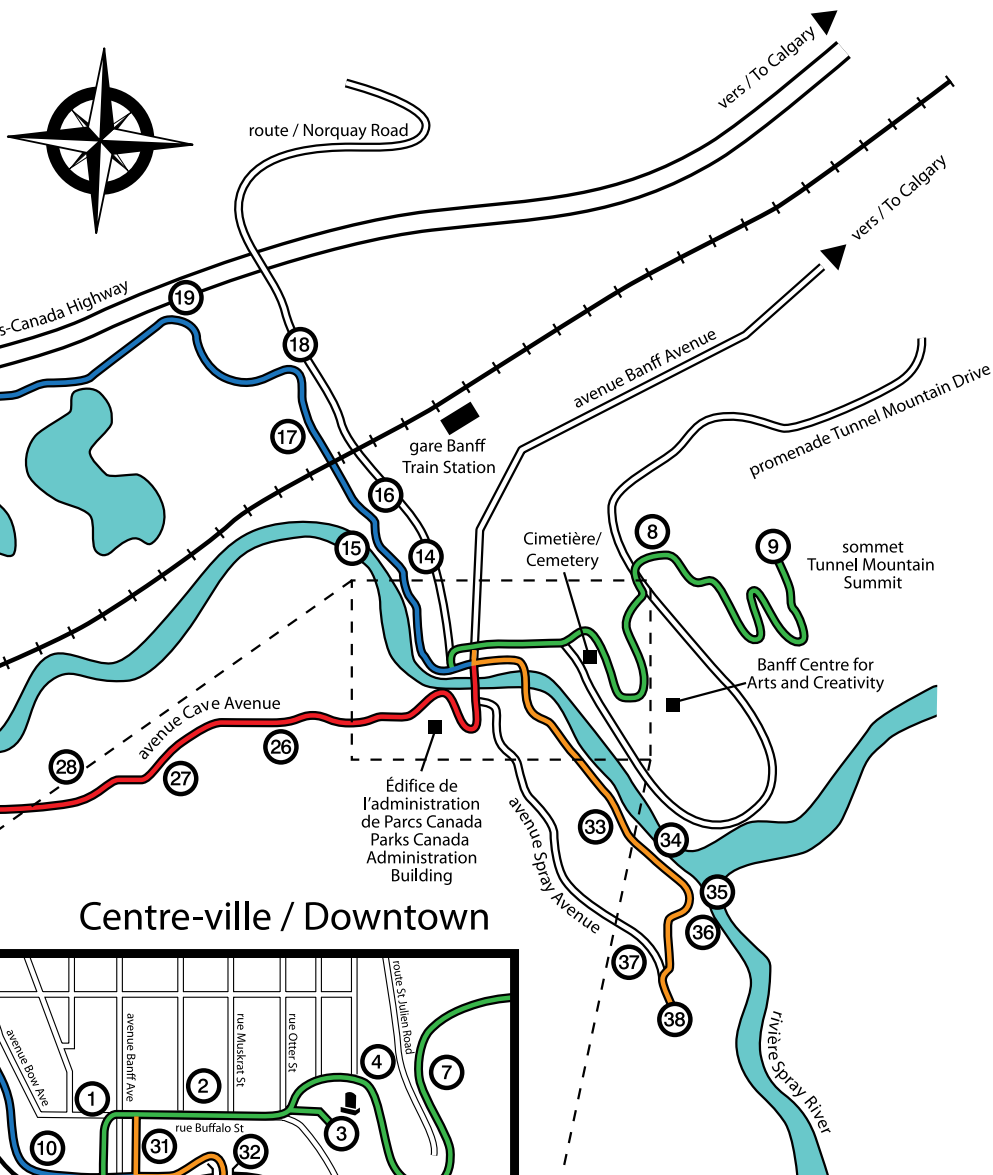 vers / To Calgary
route / Norquay Road
vers / To Calgary
s-Canada Highway
19
18
avenue Banff Avenue
promenade Tunnel Mountain Drive
17
gare Banff
Train Station
16
15
14
Cimetière/
Cemetery
8
9
sommet
Tunnel Mountain
Summit
Banff Centre for
Arts and Creativity
avenue Cave Avenue
28
27
26
Édifice de
l'administration
de Parcs Canada
Parks Canada
Administration
Building
avenue Spray Avenue
33
34
35
36
37
38
rivière Spray River
Centre-ville / Downtown
avenue Bow Ave
avenue Banff Ave
rue Muskrat St
rue Otter St
route St Julien Road
1
2
4
7
rue Buffalo St
3
10
31
32